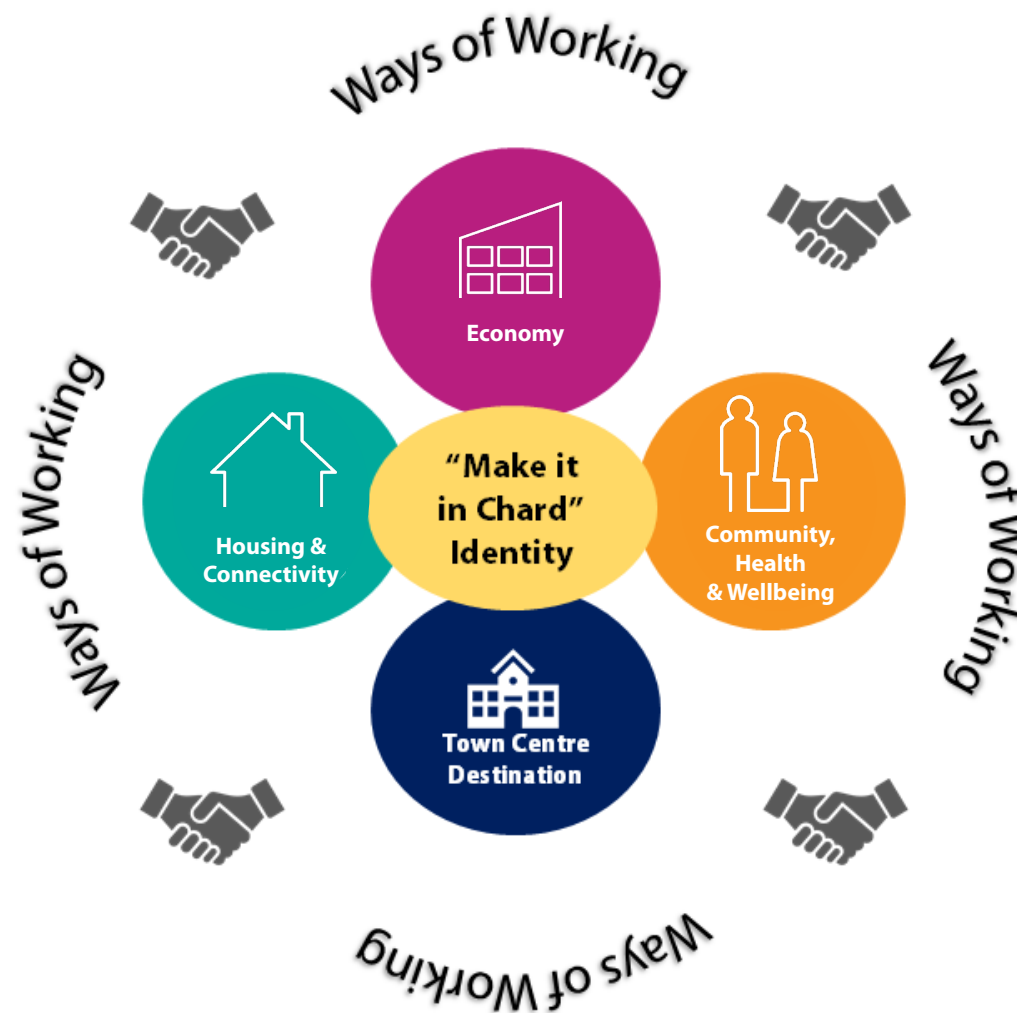 Ways of Working
Economy
Ways of Working
Ways of Working
"Make it
in Chard"
Identity
Housing &
Connectivity
Community,
Health
& Wellbeing
Town Centre
Destination
Ways of Working